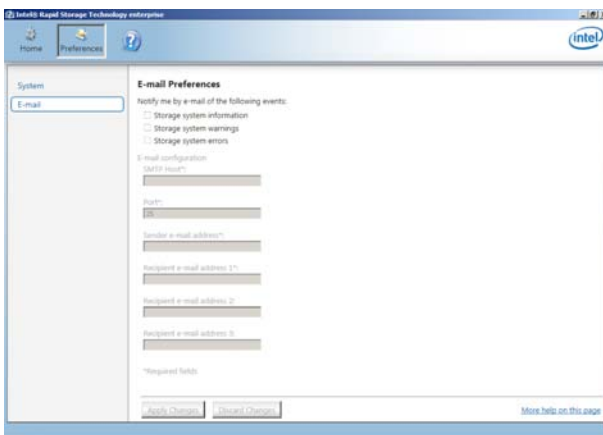 Intel® Rapid Storage Technology enterprise
Home
Preferences
intel
System
E-mail
E-mail Preferences
Notify me by e-mail of the following events:
Storage system information
Storage system warnings
Storage system errors
E-mail configuration
SMTP Host*:
Port*:
25
Sender e-mail address*:
Recipient e-mail address 1*:
Recipient e-mail address 2:
Recipient e-mail address 3:
*Required fields
Apply Changes
Discard Changes
More help on this page